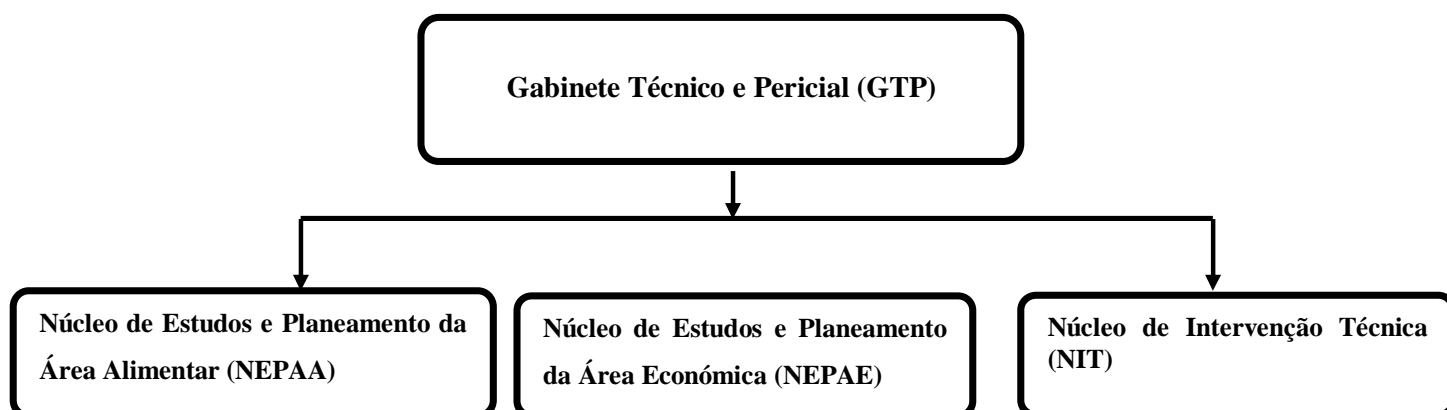 Gabinete Técnico e Pericial (GTP)
Núcleo de Estudos e Planeamento da
Área Alimentar (NEPAA)
Núcleo de Estudos e Planeamento
da Área Económica (NEPAE)
Núcleo de Intervenção Técnica
(NIT)